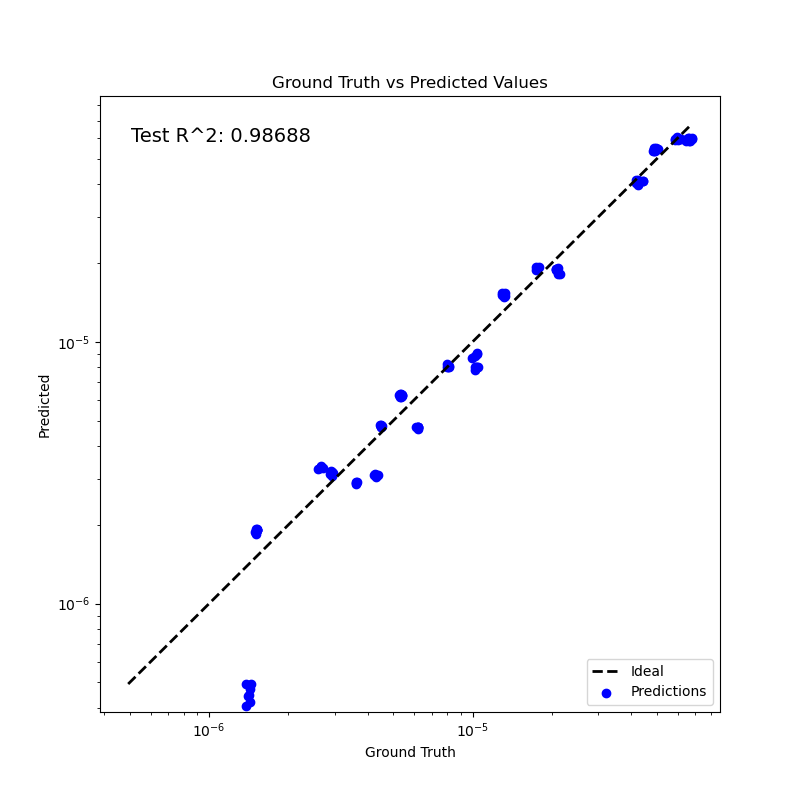 Ground Truth vs Predicted Values
Test R^2: 0.98688
Predicted
10⁻⁵
10⁻⁶
10⁻⁶
10⁻⁵
Ground Truth
Ideal
Predictions